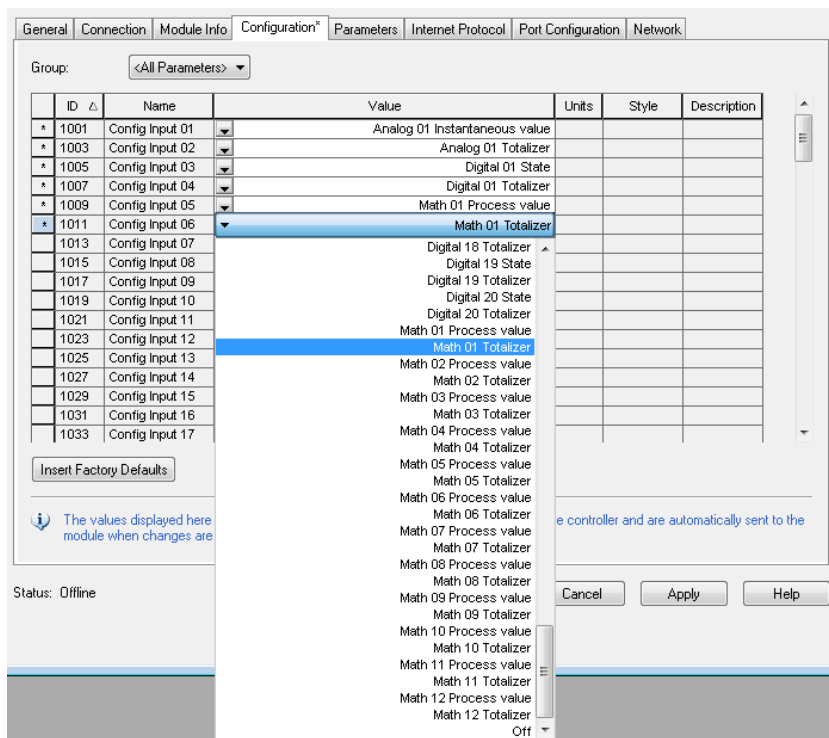 General Connection Module Info Configuration* Parameters Internet Protocol Port Configuration Network
Group: <All Parameters>
ID Name Value Units Style Description
* 1001 Config Input 01 Analog 01 Instantaneous value
* 1003 Config Input 02 Analog 01 Totalizer
* 1005 Config Input 03 Digital 01 State
* 1007 Config Input 04 Digital 01 Totalizer
* 1009 Config Input 05 Math 01 Process value
* 1011 Config Input 06 Math 01 Totalizer
1013 Config Input 07
1015 Config Input 08
1017 Config Input 09
1019 Config Input 10
1021 Config Input 11
1023 Config Input 12
1025 Config Input 13
1027 Config Input 14
1029 Config Input 15
1031 Config Input 16
1033 Config Input 17
Digital 18 Totalizer
Digital 19 State
Digital 19 Totalizer
Digital 20 State
Digital 20 Totalizer
Math 01 Process value
Math 01 Totalizer
Math 02 Process value
Math 02 Totalizer
Math 03 Process value
Math 03 Totalizer
Math 04 Process value
Math 04 Totalizer
Math 05 Process value
Math 05 Totalizer
Math 06 Process value
Math 06 Totalizer
Math 07 Process value
Math 07 Totalizer
Math 08 Process value
Math 08 Totalizer
Math 09 Process value
Math 09 Totalizer
Math 10 Process value
Math 10 Totalizer
Math 11 Process value
Math 11 Totalizer
Math 12 Process value
Math 12 Totalizer
Off
Insert Factory Defaults
The values displayed here e controller and are automatically sent to the
module when changes are
Status: Offline Cancel Apply Help